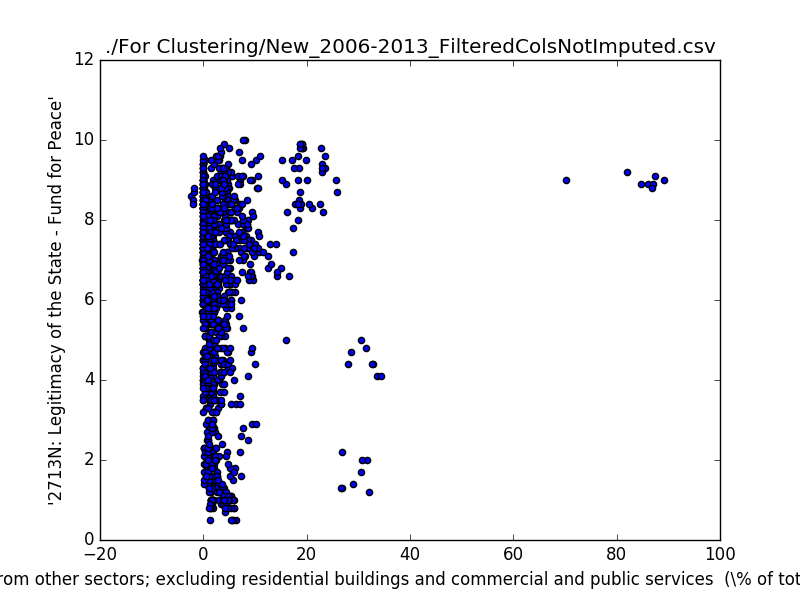 ./For Clustering/New_2006-2013_FilteredColsNotImputed.csv
12
10
8
6
4
2
0
'2713N: Legitimacy of the State - Fund for Peace'
−20 0 20 40 60 80 100
from other sectors; excluding residential buildings and commercial and public services (\% of tot